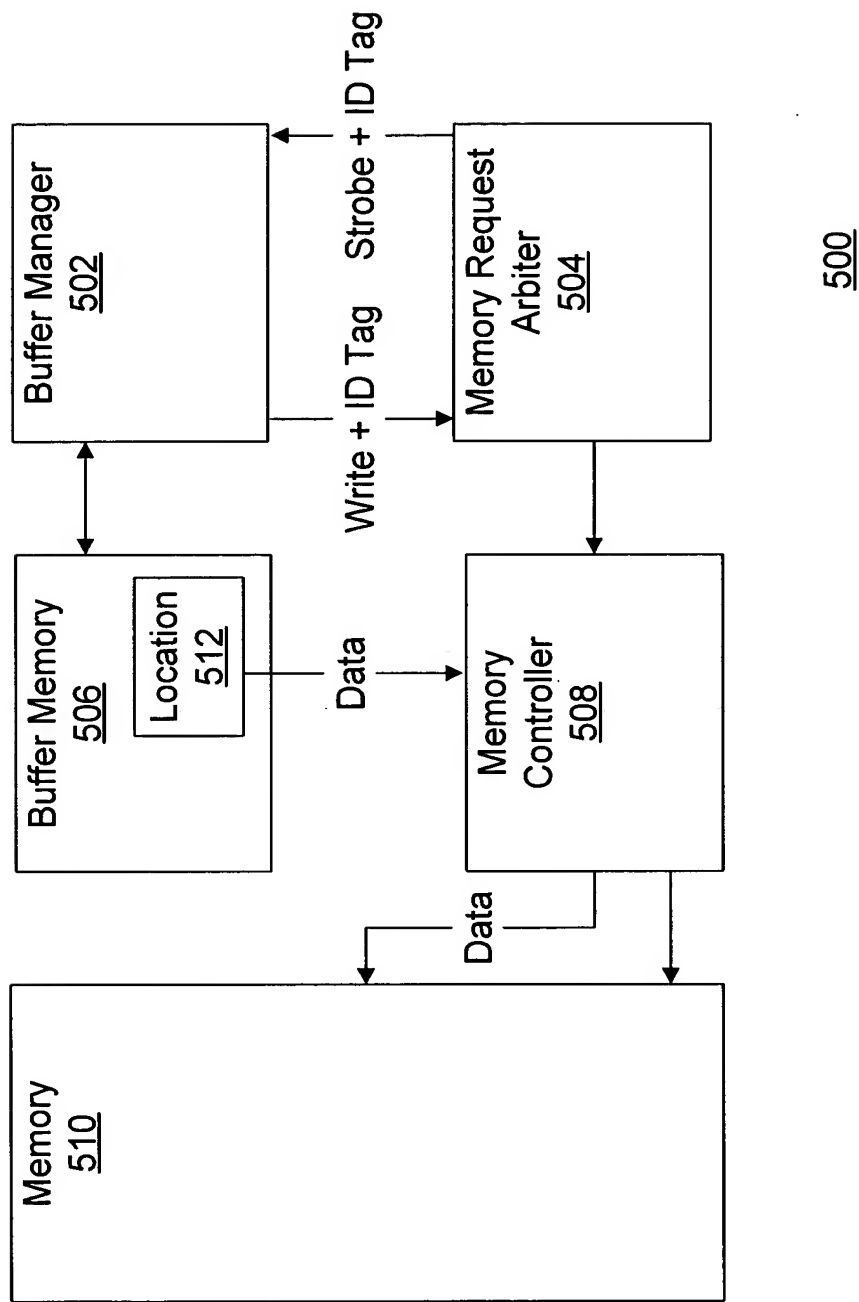 Memory
510
Buffer Memory
506
Location
512
Buffer Manager
502
Data
Data
Write + ID Tag
Strobe + ID Tag
Memory
Controller
508
Memory Request
Arbiter
504
500